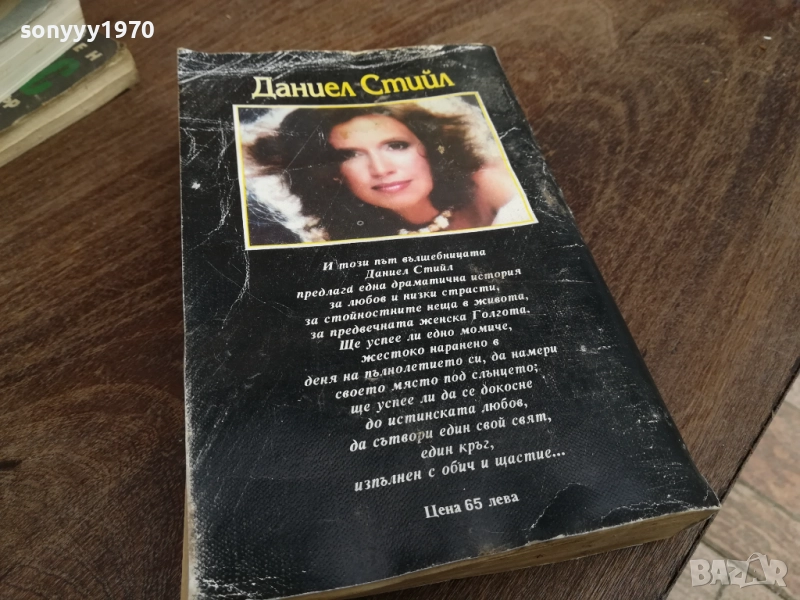 sonyyy1970
Даниел Стийл
И този път вълшебницата
Даниел Стийл
предлага една драматична история
за любов и низки страсти,
за стойностните неща в живота,
за предвечната женска Голгота.
Ще успее ли едно момиче,
жестоко наранено в
деня на пълнолетието си, да намери
своето място под слънцето;
ще успее ли да се докосне
до истинската любов,
да сътвори един свой свят,
един кръг,
изпълнен с обич и щастие...
Цена 65 лева
BAZAR